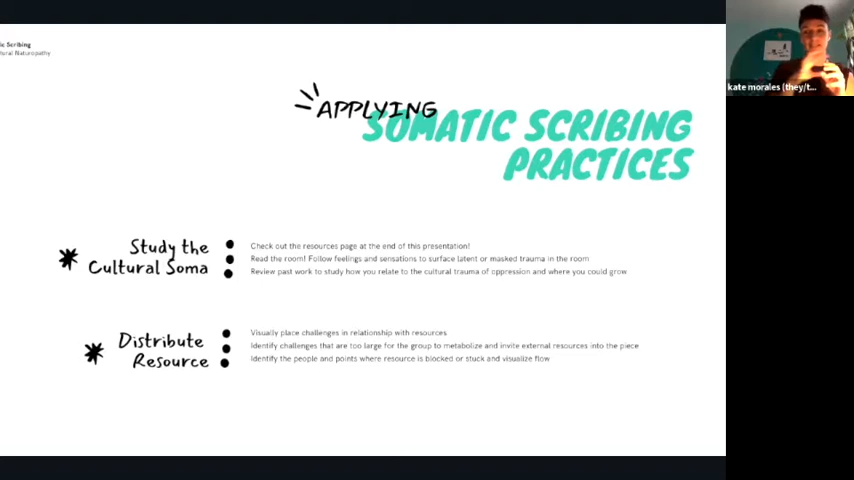 ic Scribing
tural Naturopathy
kate morales (they/t...
APPLYING
SOMATIC SCRIBING
PRACTICES
Study the
Cultural Soma
Check out the resources page at the end of this presentation!
Read the room! Follow feelings and sensations to surface latent or masked trauma in the room
Review past work to study how you relate to the cultural trauma of oppression and where you could grow
Distribute
Resource
Visually place challenges in relationship with resources
Identify challenges that are too large for the group to metabolize and invite external resources into the piece
Identify the people and points where resource is blocked or stuck and visualize flow